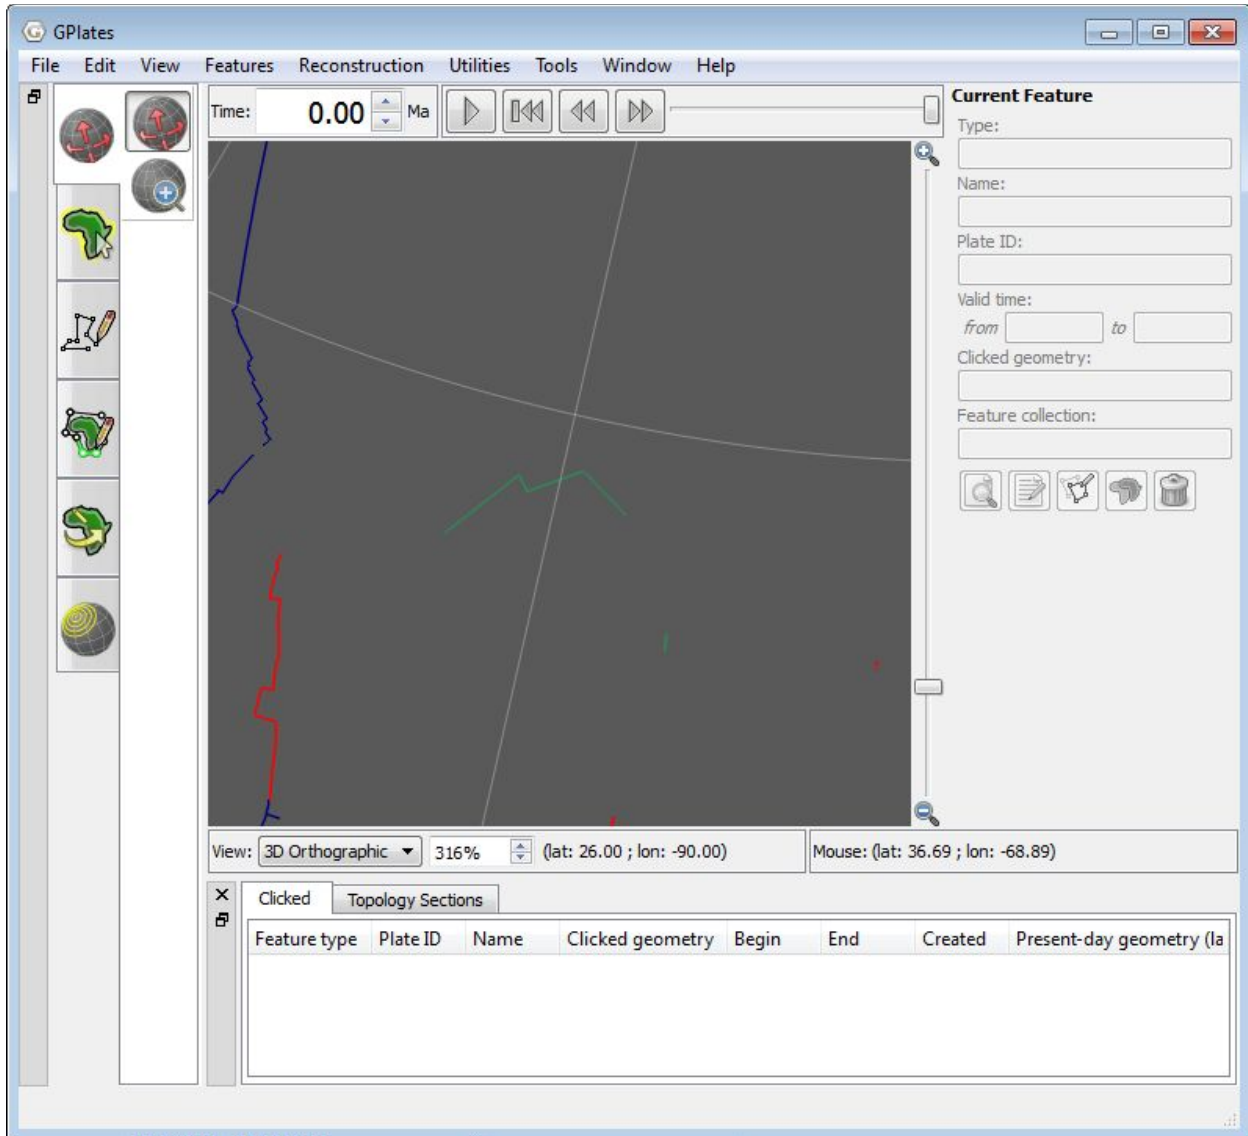 GPlates
File Edit View Features Reconstruction Utilities Tools Window Help
Time: 0.00 Ma
Current Feature
Type:
Name:
Plate ID:
Valid time:
from to
Clicked geometry:
Feature collection:
View: 3D Orthographic 316% (lat: 26.00 ; lon: -90.00) Mouse: (lat: 36.69 ; lon: -68.89)
Clicked Topology Sections
Feature type Plate ID Name Clicked geometry Begin End Created Present-day geometry (la